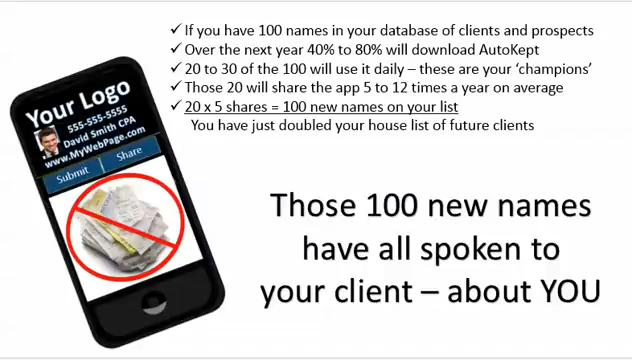 ✓ If you have 100 names in your database of clients and prospects
✓ Over the next year 40% to 80% will download AutoKept
✓ 20 to 30 of the 100 will use it daily – these are your ‘champions’
✓ Those 20 will share the app 5 to 12 times a year on average
✓ 20 x 5 shares = 100 new names on your list
You have just doubled your house list of future clients
Your Logo
555-555-5555
David Smith CPA
www.MyWebPage.com
Submit
Share
Those 100 new names
have all spoken to
your client – about YOU